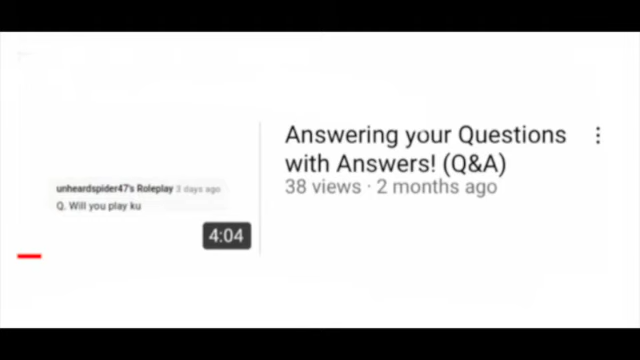 Answering your Questions
with Answers! (Q&A)
38 views · 2 months ago
unheardspider47's Roleplay 3 days ago
Q. Will you play ku
4:04